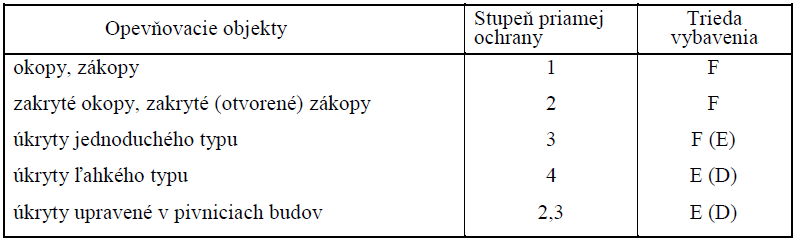 Opevňovacie objekty Stupeň priamej ochrany Trieda vybavenia
okopy, zákopy 1 F
zakryté okopy, zakryté (otvorené) zákopy 2 F
úkryty jednoduchého typu 3 F (E)
úkryty ľahkého typu 4 E (D)
úkryty upravené v pivniciach budov 2,3 E (D)